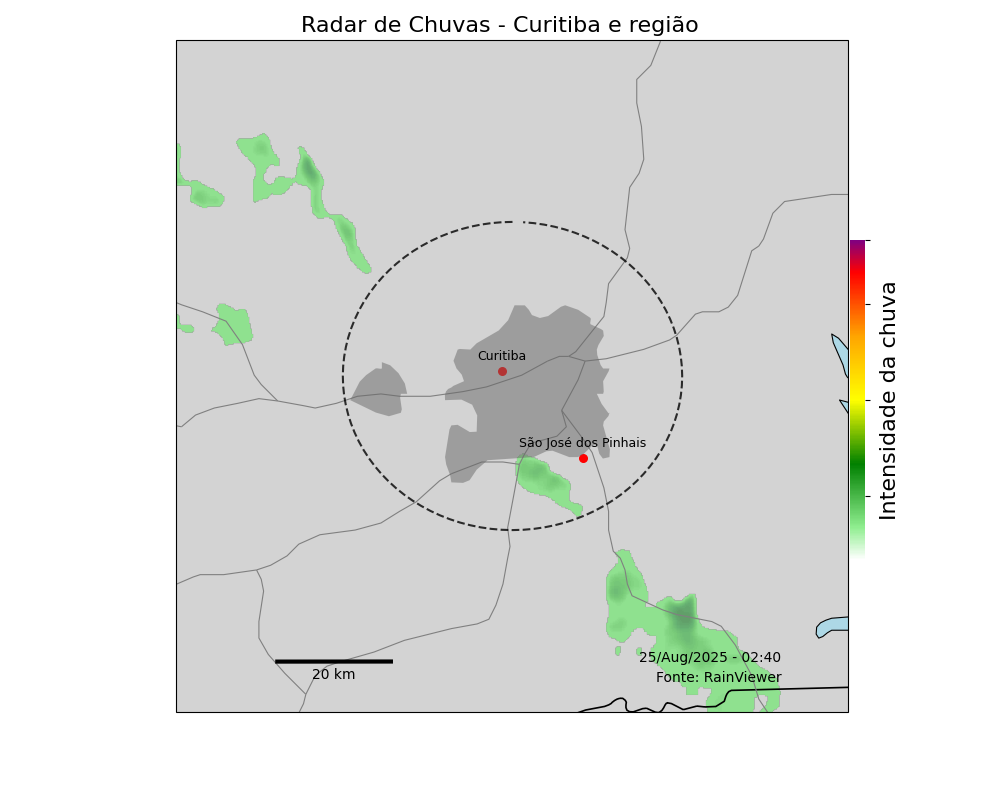 Radar de Chuvas - Curitiba e região
Curitiba
São José dos Pinhais
Intensidade da chuva
25/Aug/2025 - 02:40
Fonte: RainViewer
20 km